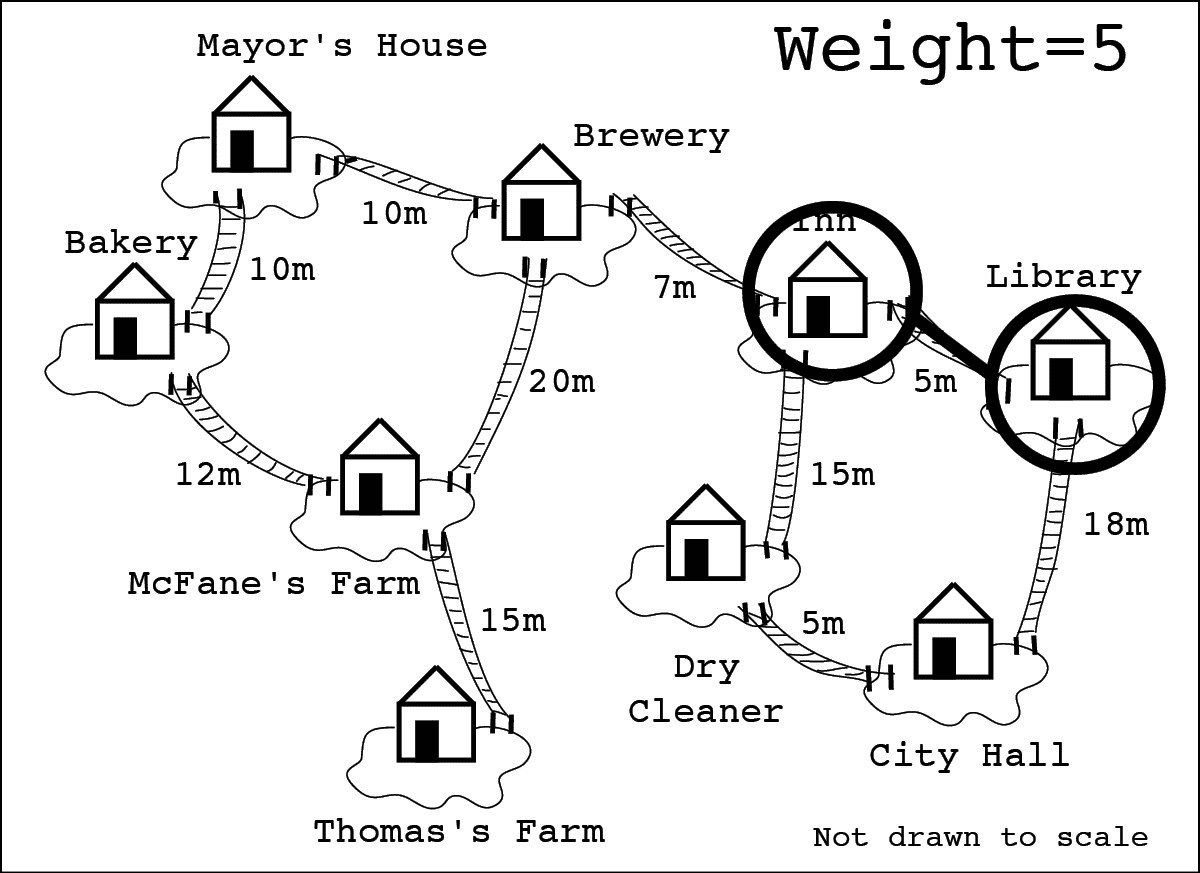 Mayor's House
Weight=5
Brewery
10m
Bakery
10m
Inn
7m
Library
5m
20m
12m
15m
18m
McFane's Farm
15m
5m
Dry
Cleaner
City Hall
Thomas's Farm
Not drawn to scale